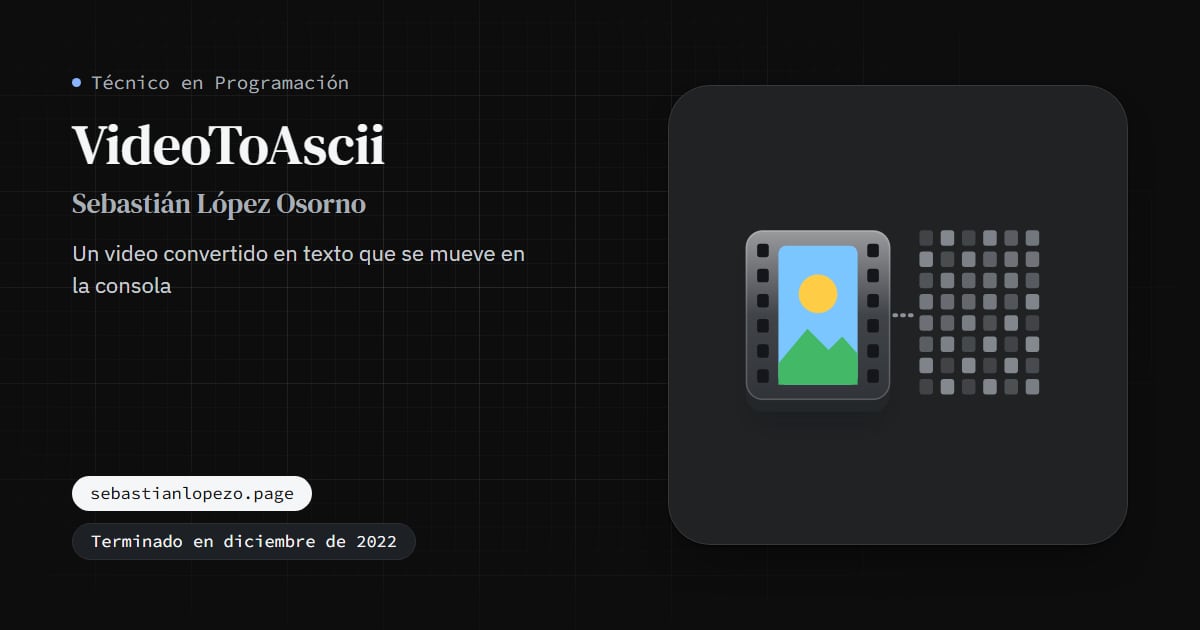 Técnico en Programación
VideoToAscii
Sebastián López Osorno
Un video convertido en texto que se mueve en
la consola
sebastianlopezo.page
Terminado en diciembre de 2022